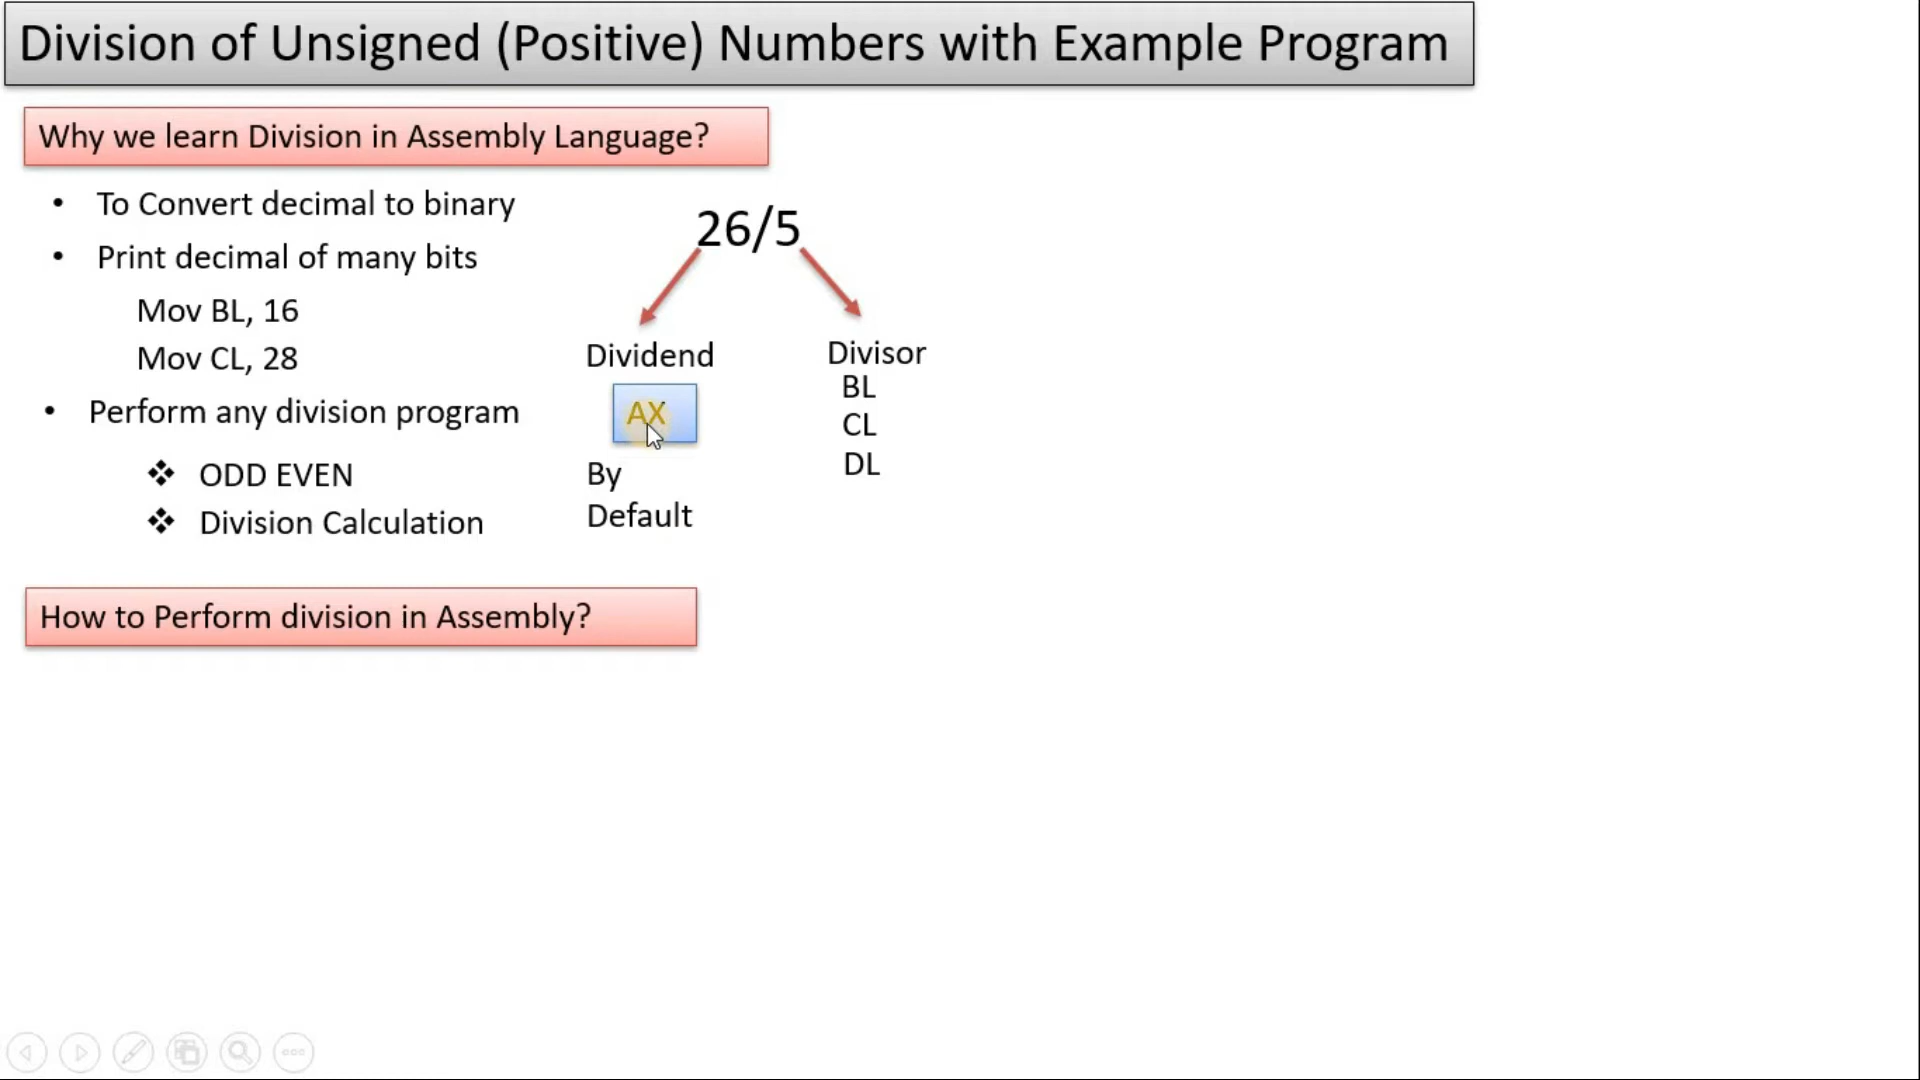 Division of Unsigned (Positive) Numbers with Example Program
Why we learn Division in Assembly Language?
• To Convert decimal to binary
• Print decimal of many bits
Mov BL, 16
Mov CL, 28
• Perform any division program
❖ ODD EVEN
❖ Division Calculation
26/5
Dividend
AX
By
Default
Divisor
BL
CL
DL
How to Perform division in Assembly?